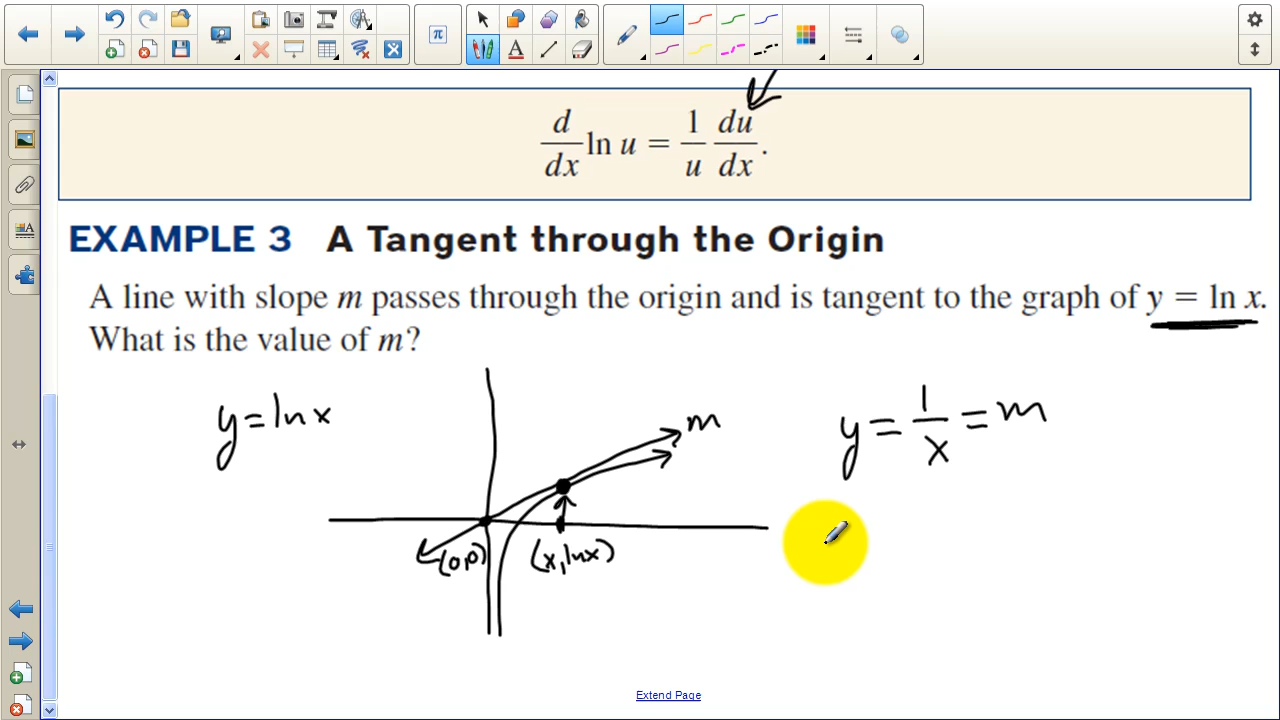 d/dx ln u = 1/u du/dx.
EXAMPLE 3 A Tangent through the Origin
A line with slope m passes through the origin and is tangent to the graph of y = ln x.
What is the value of m?
y = ln x
m
y = 1/x = m
(0,0)
(x, lnx)
Extend Page